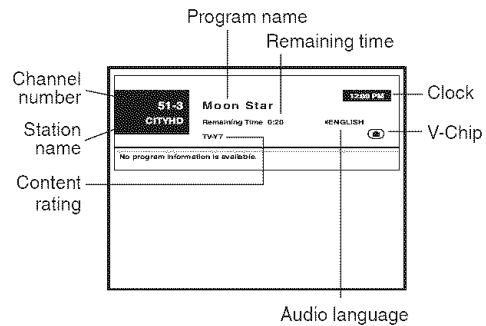 Program name
Remaining time
Channel number
Station name
Content rating
51-3
CITYHD
Moon Star
Remaining Time 0:20
TV-Y7
12:00 PM
ENGLISH
No program information is available.
Clock
V-Chip
Audio language